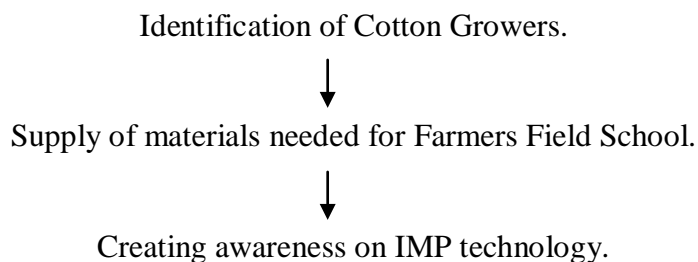 Identification of Cotton Growers.
Supply of materials needed for Farmers Field School.
Creating awareness on IMP technology.